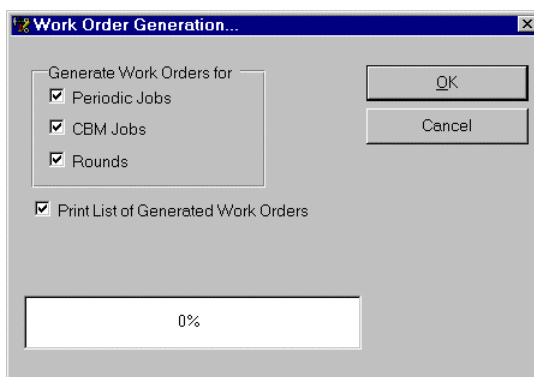 Work Order Generation...
Generate Work Orders for
Periodic Jobs
CBM Jobs
Rounds
Print List of Generated Work Orders
OK
Cancel
0%